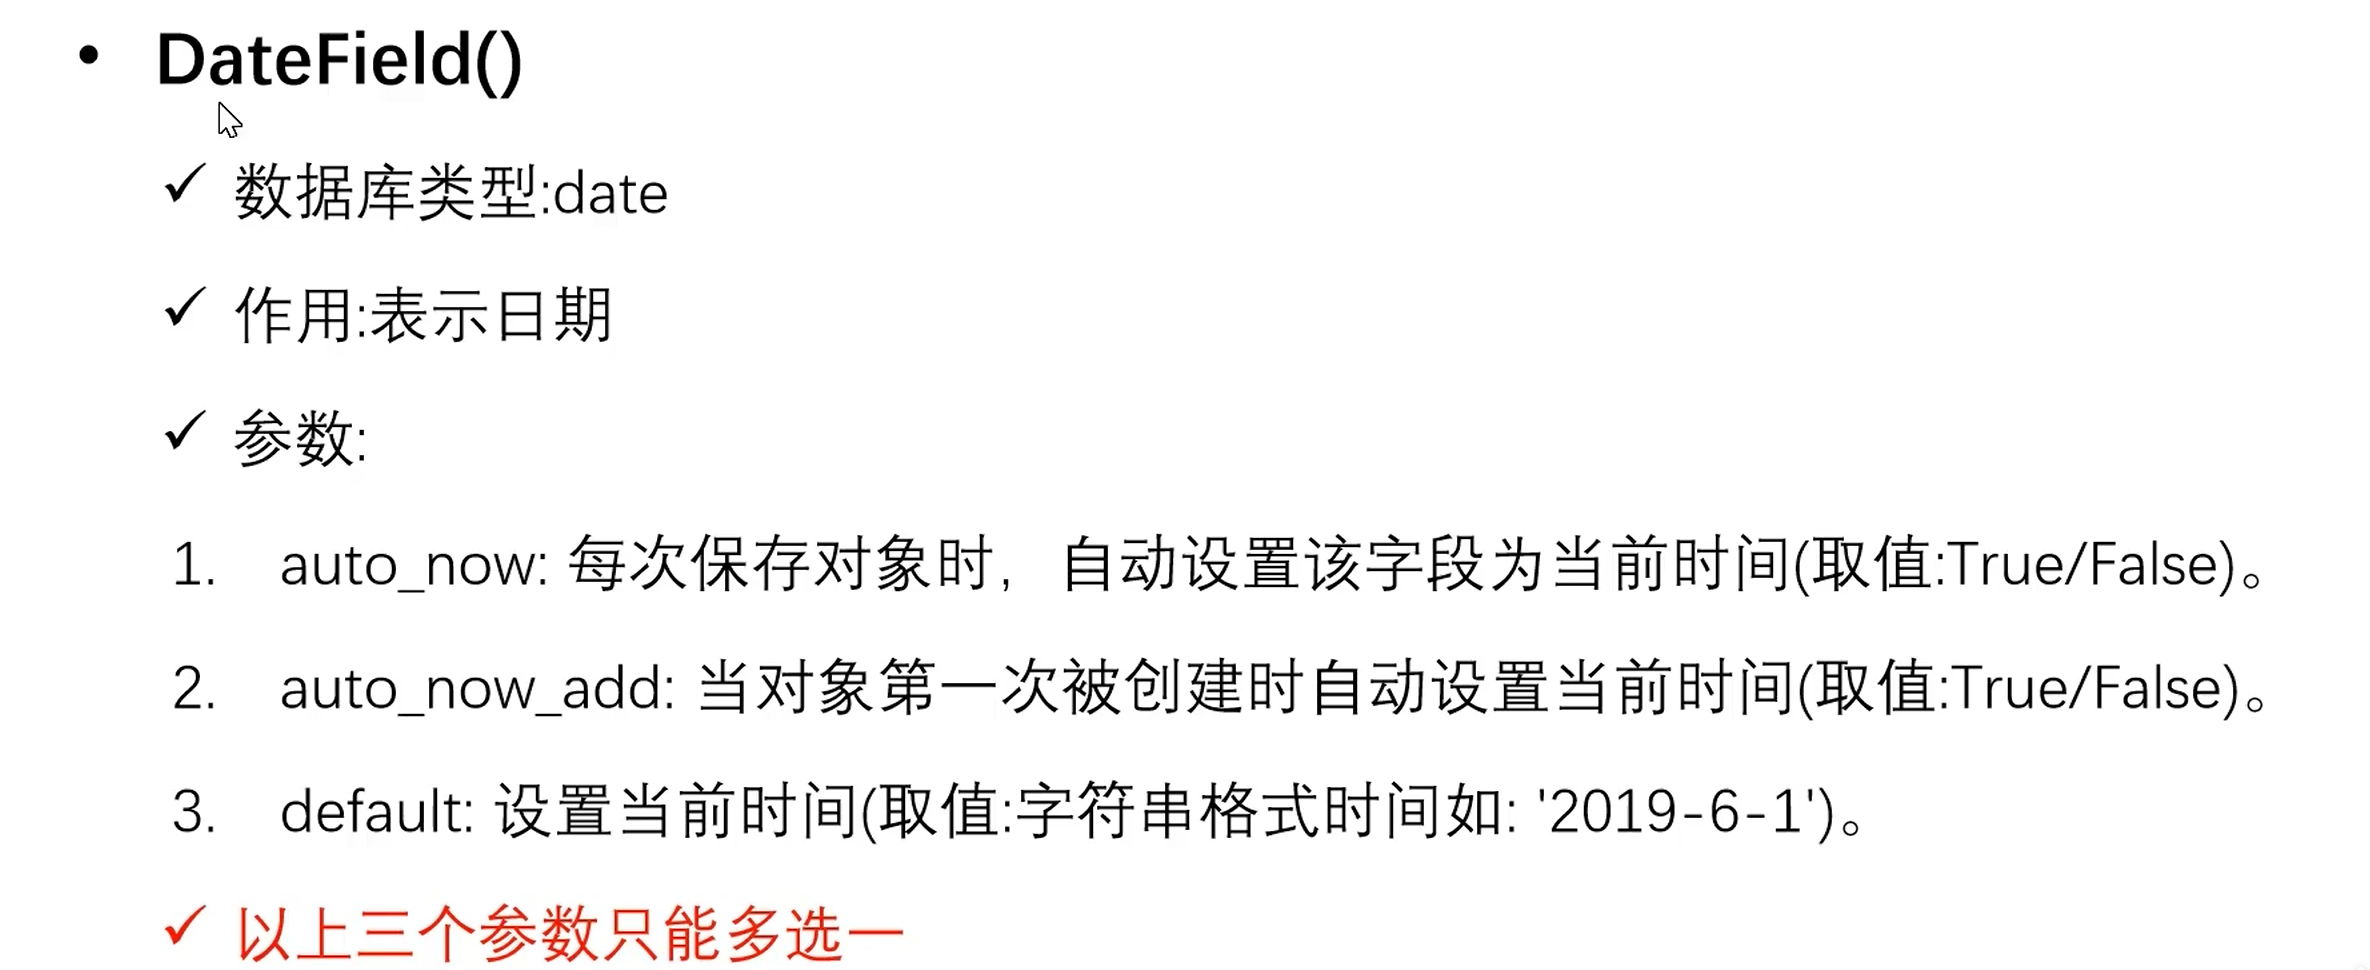 • DateField()
✓ 数据库类型:date
✓ 作用:表示日期
✓ 参数:
1. auto_now: 每次保存对象时，自动设置该字段为当前时间(取值:True/False)。
2. auto_now_add: 当对象第一次被创建时自动设置当前时间(取值:True/False)。
3. default: 设置当前时间(取值:字符串格式时间如: '2019-6-1')。
✓ 以上三个参数只能多选一